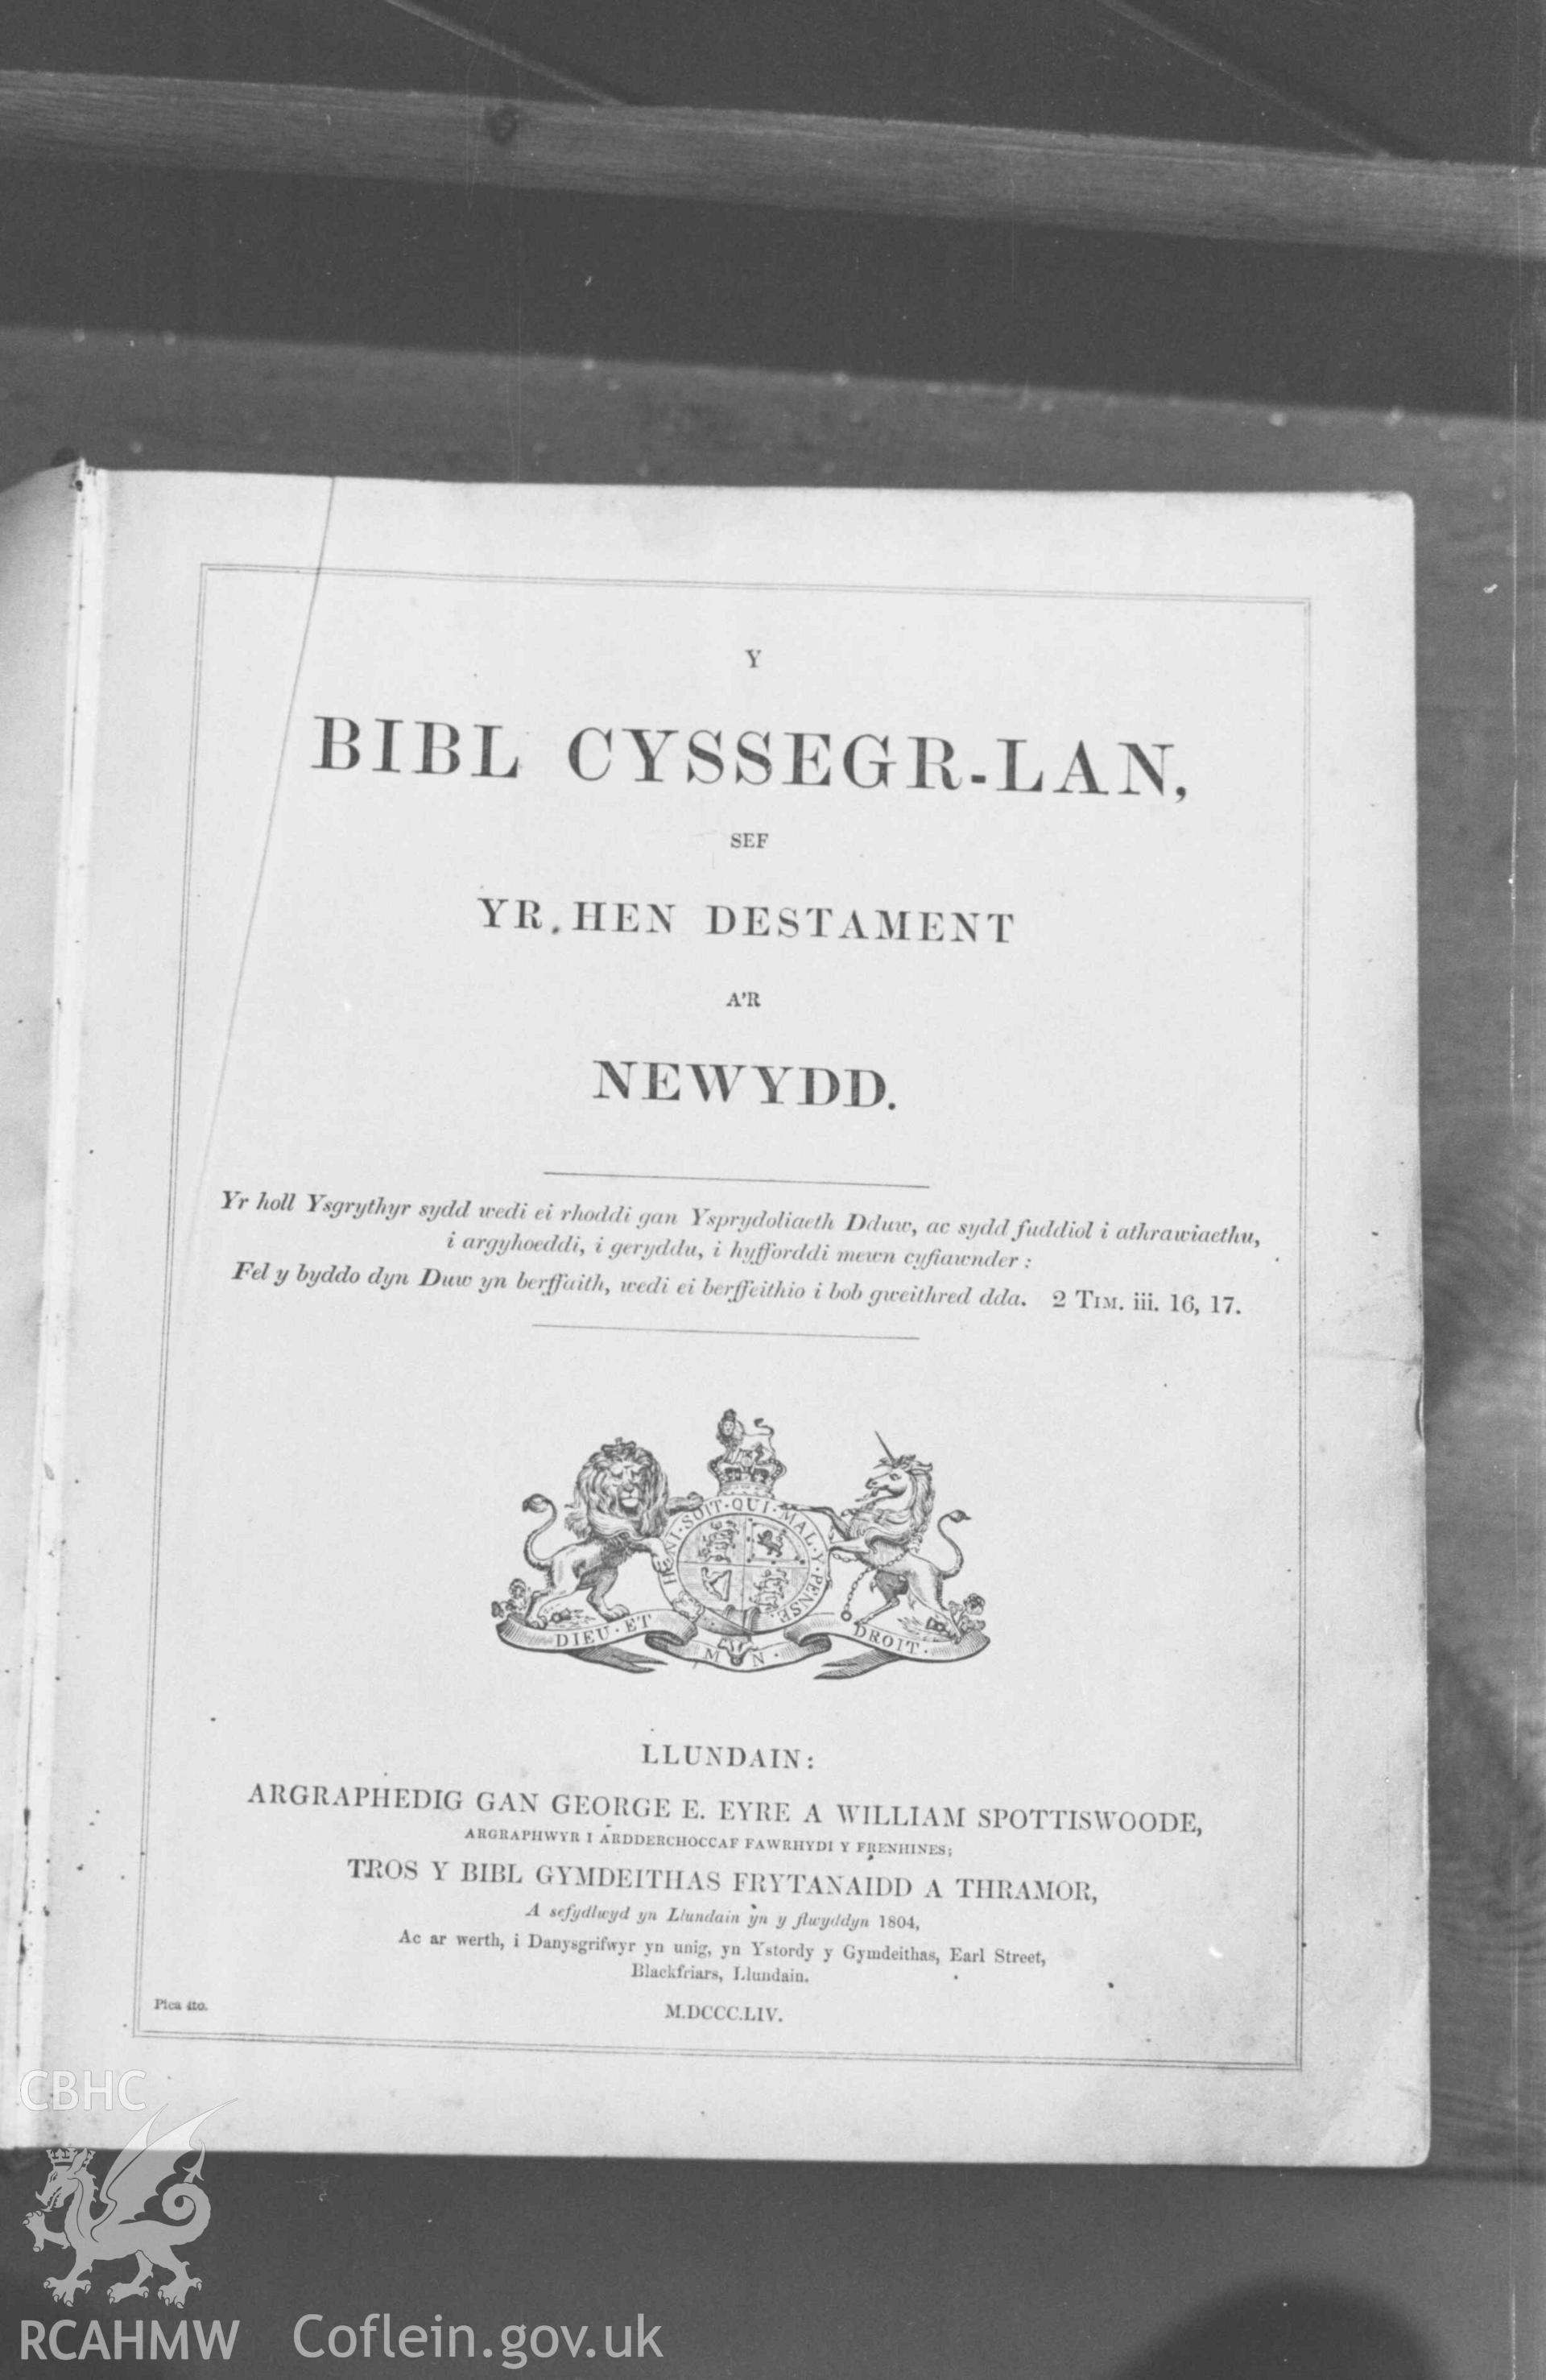 Y
BIBL CYSSEGR-LAN,
SEF
YR HEN DESTAMENT
A'R
NEWYDD.
Yr holl Ysgrythyr sydd wedi ei rhoddi gan Ysprydoliaeth Dduw, ac sydd fuddiol i athrawiaethu,
i argyhoeddi, i geryddu, i hyfforddi mewn cyfiawnder :
Fel y byddo dyn Duw yn berffaith, wedi ei berffeithio i bob gweithred dda. 2 TIM. iii. 16, 17.
HENI·SOIT·QUI·MAL·Y·PENSE
DIEU·ET M N· DROIT·
LLUNDAIN:
ARGRAPHEDIG GAN GEORGE E. EYRE A WILLIAM SPOTTISWOODE,
ARGRAPHWYR I ARDDERCHOCCAF FAWRHYDI Y FRENHINES;
TROS Y BIBL GYMDEITHAS FRYTANAIDD A THRAMOR,
A sefydlwyd yn Llundain yn y flwyddyn 1804,
Ac ar werth, i Danysgrifwyr yn unig, yn Ystordy y Gymdeithas, Earl Street,
Blackfriars, Llundain.
Pica 4to.
M.DCCC.LIV.
CBHC
RCAHMW Coflein.gov.uk